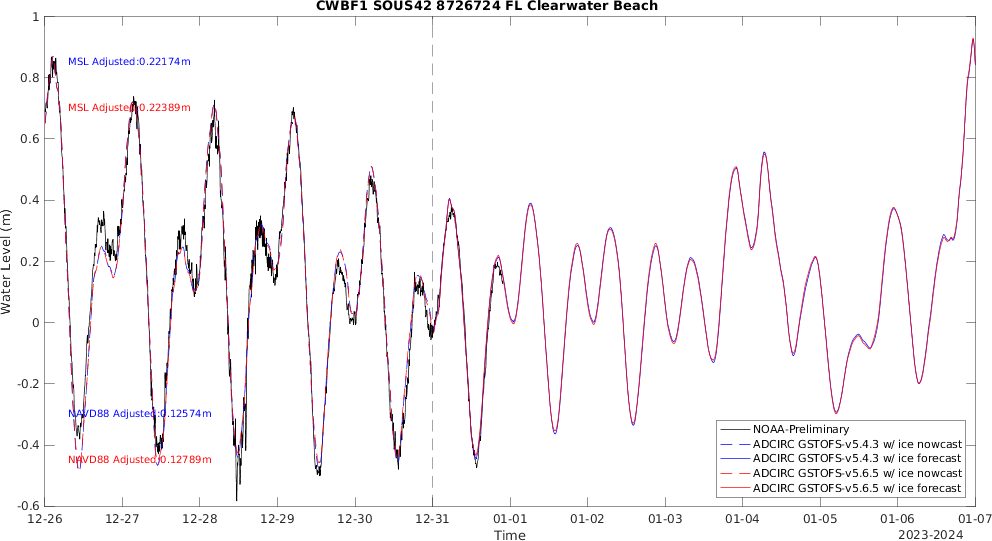 CWBF1 SOUS42 8726724 FL Clearwater Beach
1
0.8
0.6
0.4
0.2
0
-0.2
-0.4
-0.6
Water Level (m)
MSL Adjusted:0.22174m
MSL Adjusted:0.22389m
NAVD88 Adjusted:0.12574m
NAVD88 Adjusted:0.12789m
NOAA-Preliminary
ADCIRC GSTOFS-v5.4.3 w/ ice nowcast
ADCIRC GSTOFS-v5.4.3 w/ ice forecast
ADCIRC GSTOFS-v5.6.5 w/ ice nowcast
ADCIRC GSTOFS-v5.6.5 w/ ice forecast
12-26 12-27 12-28 12-29 12-30 12-31 01-01 01-02 01-03 01-04 01-05 01-06 01-07
Time
2023-2024